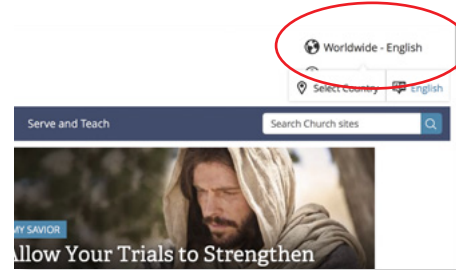 Worldwide - English
Select Country English
Serve and Teach Search Church sites
MY SAVIOR
Allow Your Trials to Strengthen